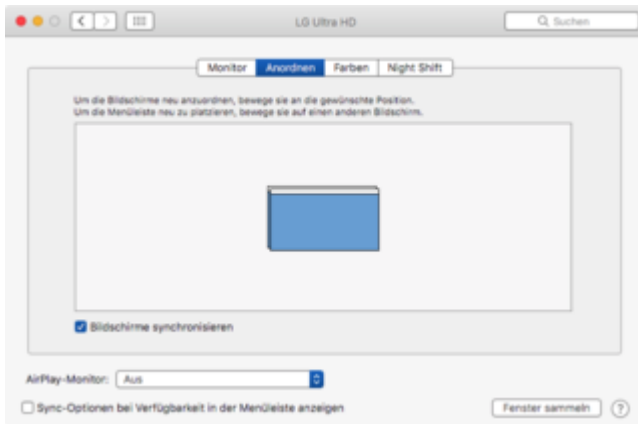 LG Ultra HD
Suchen
Monitor Anordnen Farben Night Shift
Um die Bildschirme neu anzuordnen, bewege sie an die gewünschte Position.
Um die Menüleiste neu zu platzieren, bewege sie auf einen anderen Bildschirm.
Bildschirme synchronisieren
AirPlay-Monitor: Aus
Sync-Optionen bei Verfügbarkeit in der Menüleiste anzeigen
Fenster sammeln ?